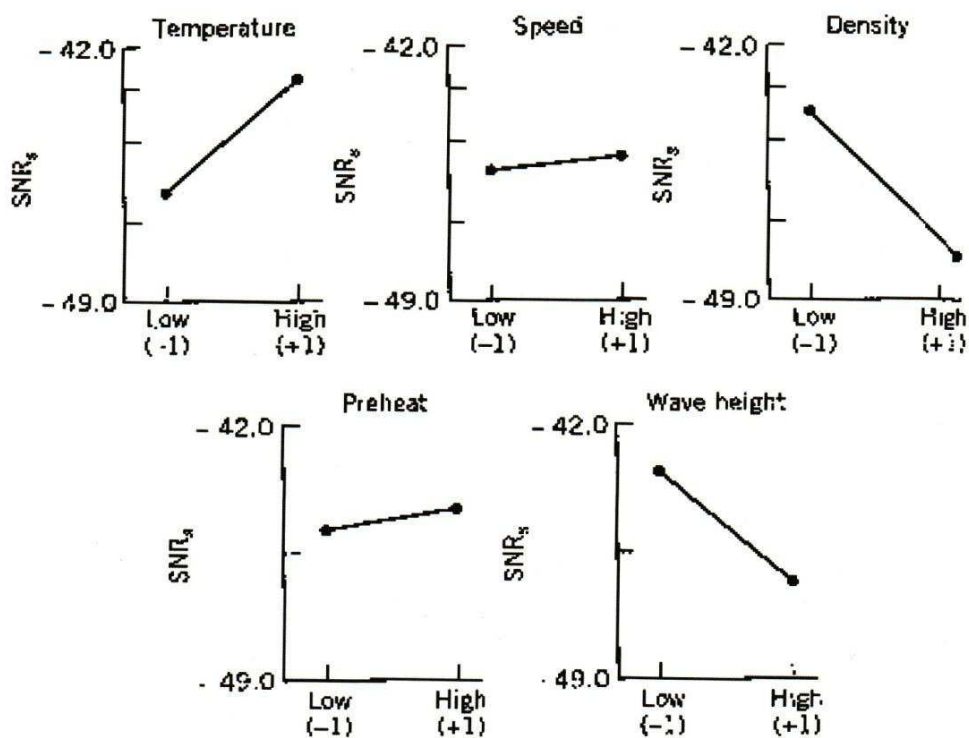 Temperature
- 42.0
SNRs
- 49.0
Low
(-1)
High
(+1)
Speed
- 42.0
SNRs
- 49.0
Low
(-1)
High
(+1)
Density
- 42.0
SNRs
- 49.0
Low
(-1)
High
(+1)
Preheat
- 42.0
SNRs
- 49.0
Low
(-1)
High
(+1)
Wave height
- 42.0
SNRs
- 49.0
Low
(-1)
High
(+1)